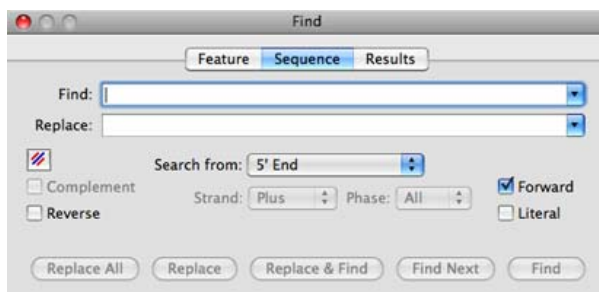 Find
Feature Sequence Results
Find:
Replace:
Search from: 5' End
Complement
Strand: Plus Phase: All
Forward
Reverse
Literal
Replace All Replace Replace & Find Find Next Find